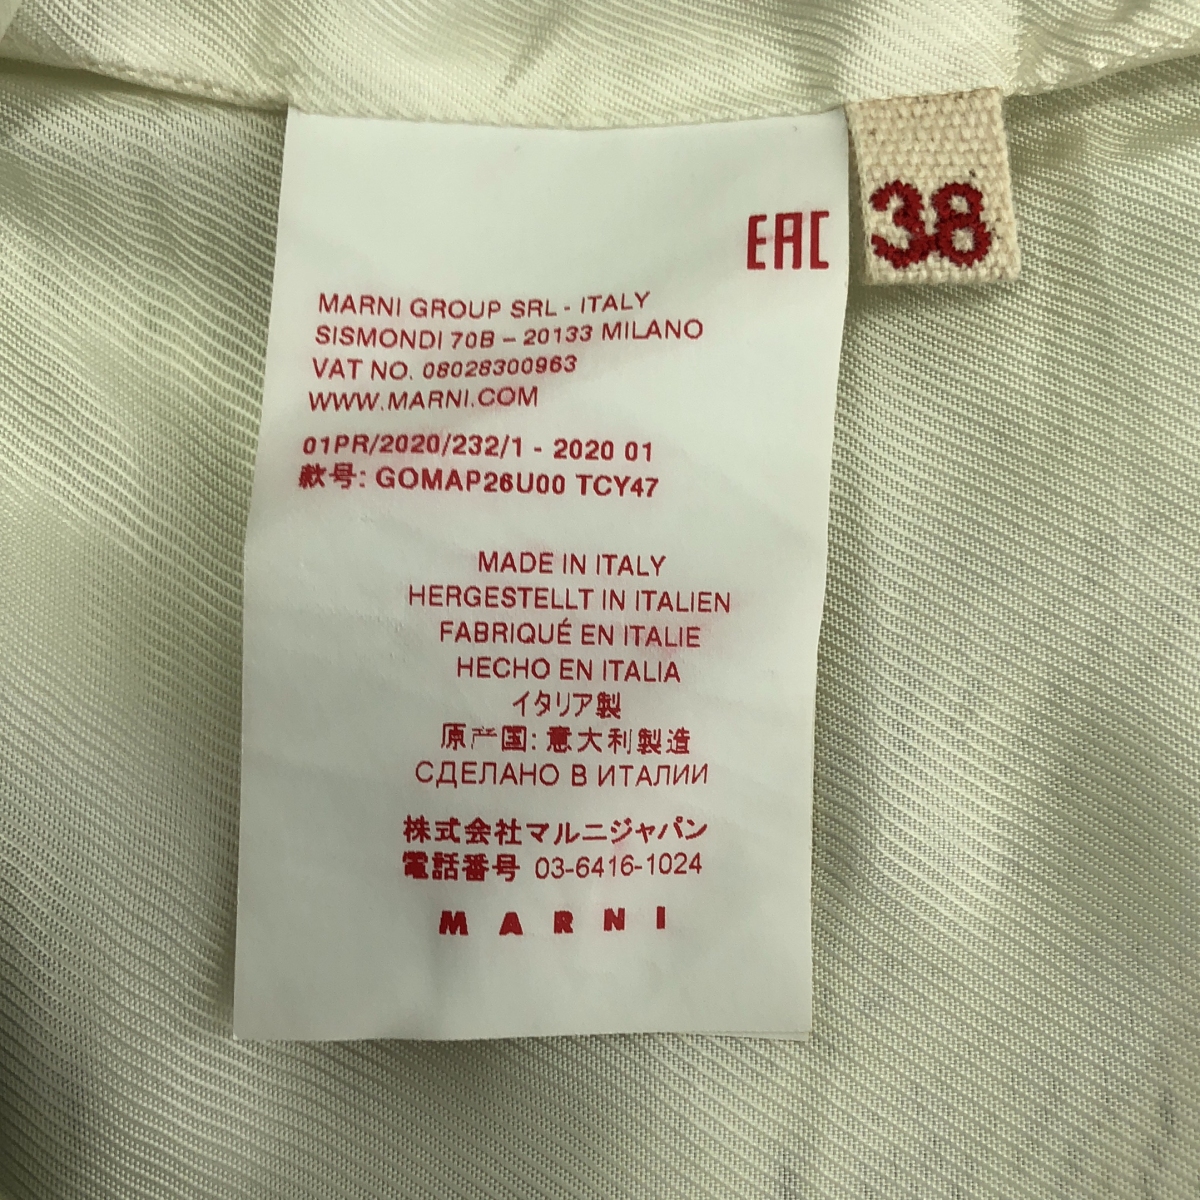 EAC
38
MARNI GROUP SRL - ITALY
SISMONDI 70B – 20133 MILANO
VAT NO. 08028300963
WWW.MARNI.COM
01PR/2020/232/1 - 2020 01
款号: GOMAP26U00 TCY47
MADE IN ITALY
HERGESTELLT IN ITALIEN
FABRIQUÉ EN ITALIE
HECHO EN ITALIA
イタリア製
原产国: 意大利製造
СДЕЛАНО В ИТАЛИИ
株式会社マルニジャパン
電話番号 03-6416-1024
MARNI